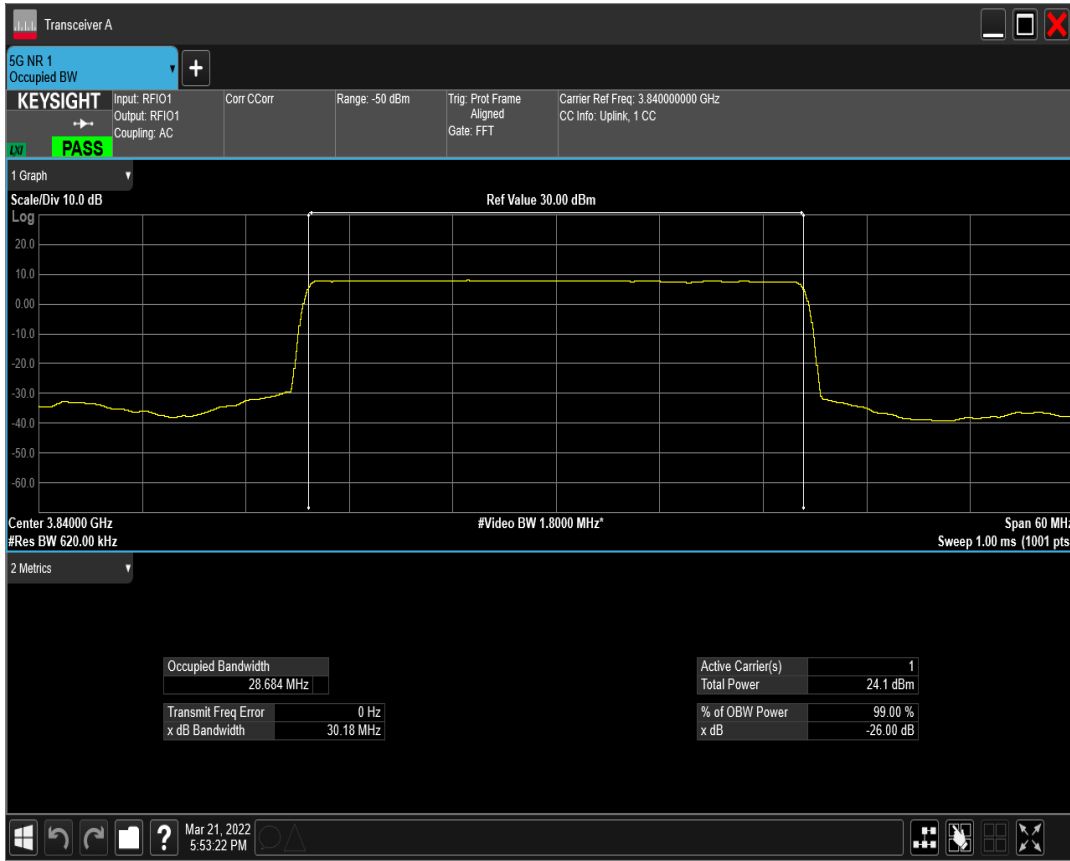 Transceiver A
5G NR 1
Occupied BW
KEYSIGHT
LXI
PASS
Input: RFIO1
Output: RFIO1
Coupling: AC
Corr CCorr
Range: -50 dBm
Trig: Prot Frame
Aligned
Gate: FFT
Carrier Ref Freq: 3.840000000 GHz
CC Info: Uplink, 1 CC
1 Graph
Scale/Div 10.0 dB
Ref Value 30.00 dBm
Log
20.0
10.0
0.00
-10.0
-20.0
-30.0
-40.0
-50.0
-60.0
Center 3.84000 GHz
#Video BW 1.8000 MHz*
Span 60 MHz
#Res BW 620.00 kHz
Sweep 1.00 ms (1001 pts
2 Metrics
Occupied Bandwidth
28.684 MHz
Transmit Freq Error 0 Hz
x dB Bandwidth 30.18 MHz
Active Carrier(s) 1
Total Power 24.1 dBm
% of OBW Power 99.00 %
x dB -26.00 dB
?
Mar 21, 2022
5:53:22 PM